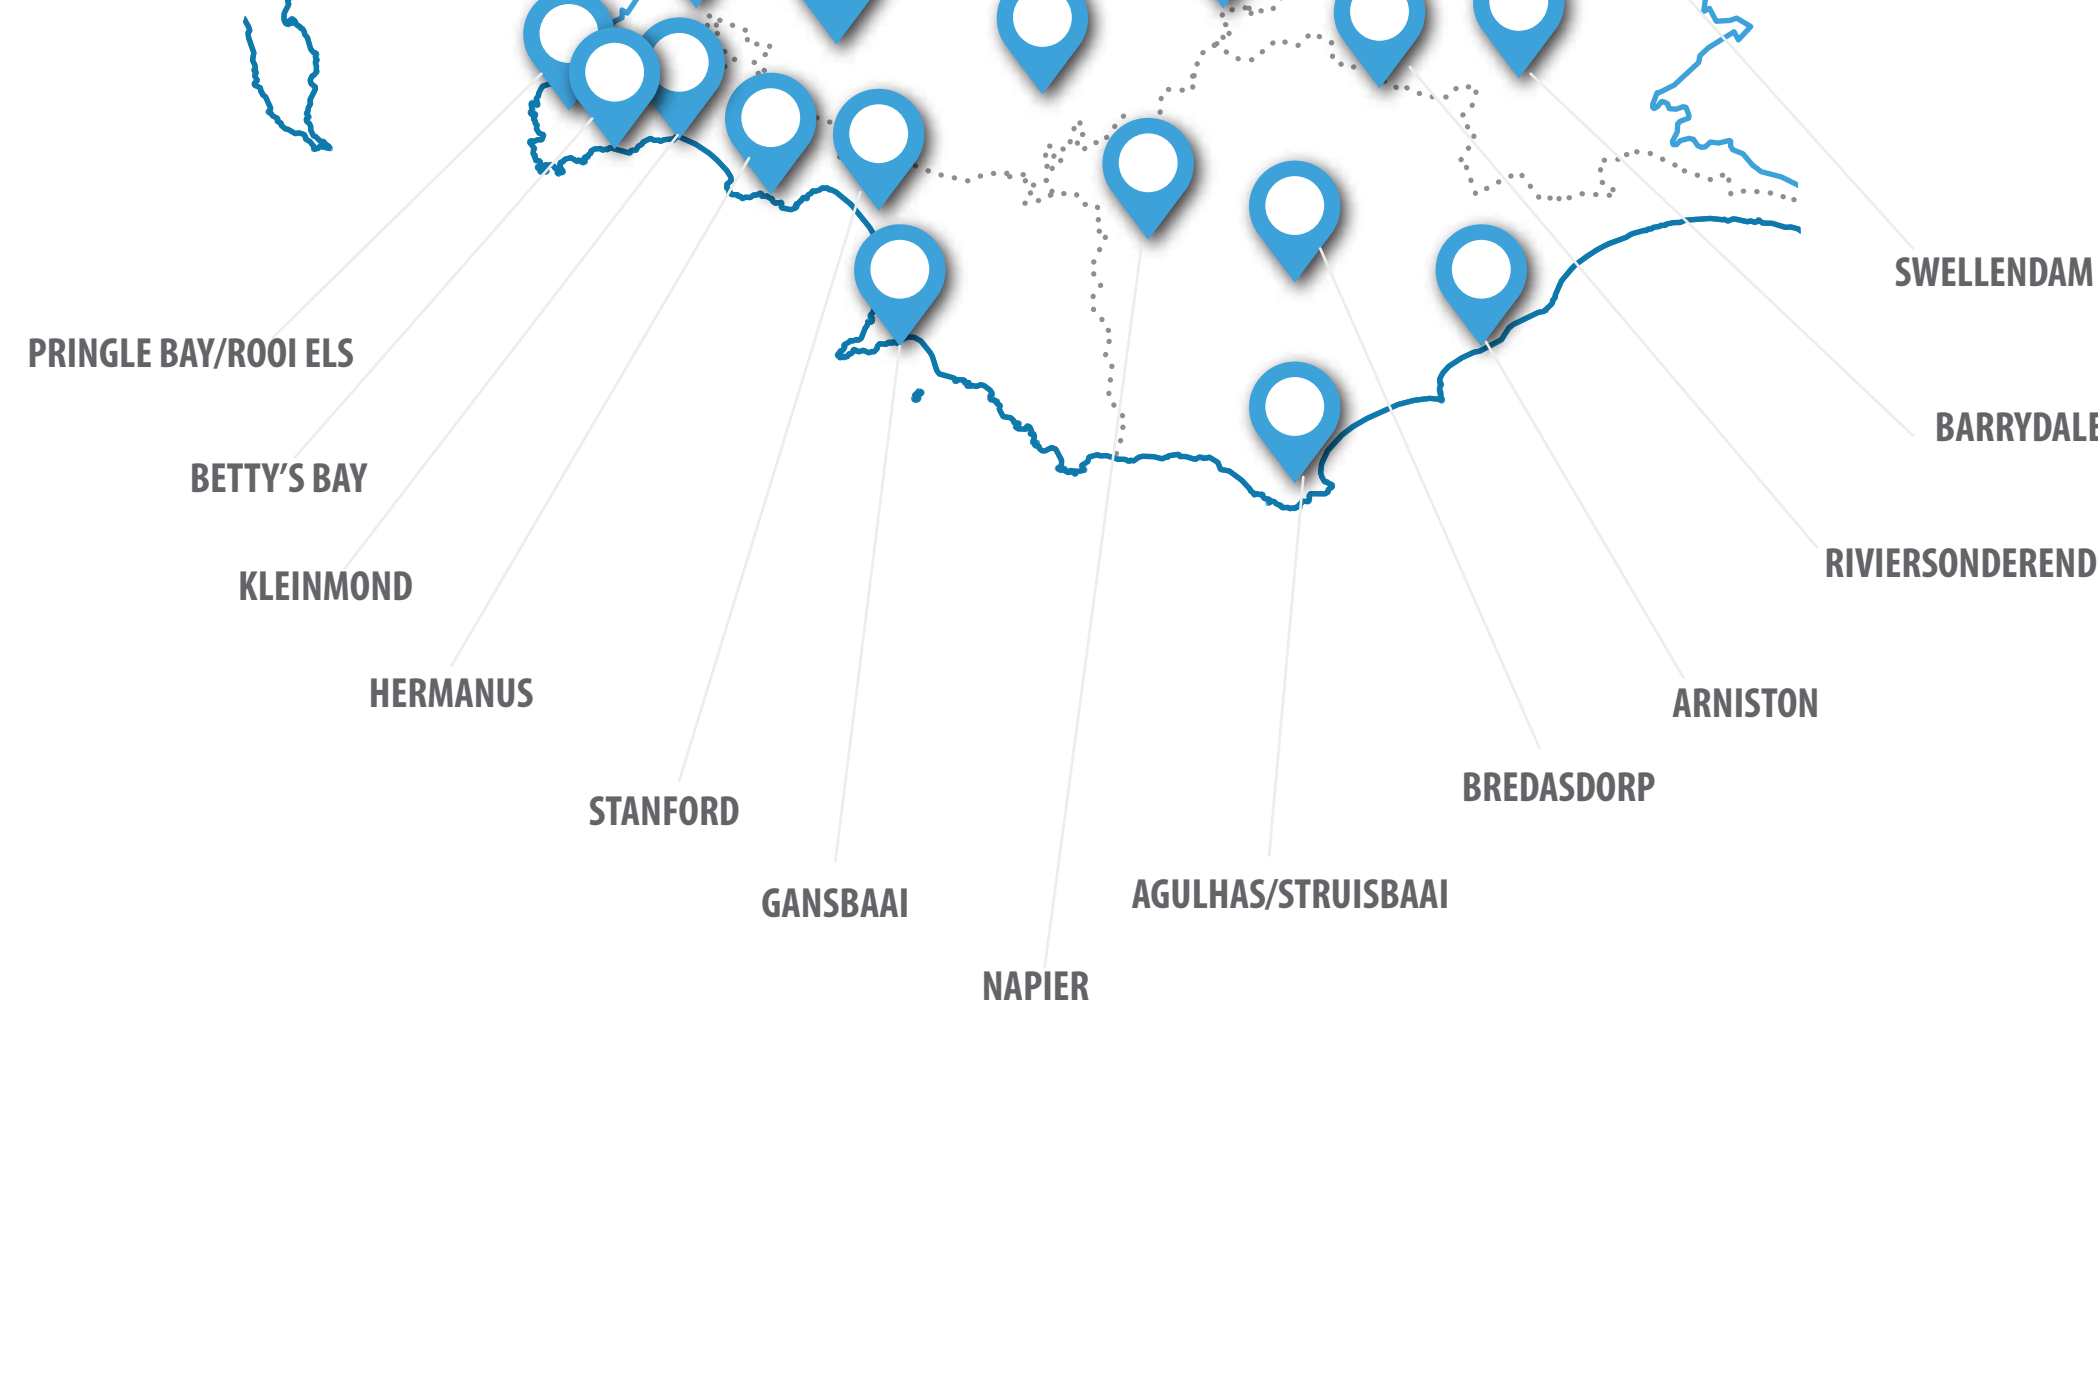 SWELLENDAM
PRINGLE BAY/ROOI ELS
BARRYDALE
BETTY’S BAY
RIVIERSONDEREND
KLEINMOND
HERMANUS
ARNISTON
BREDASDORP
STANFORD
AGULHAS/STRUISBAAI
GANSBAAI
NAPIER